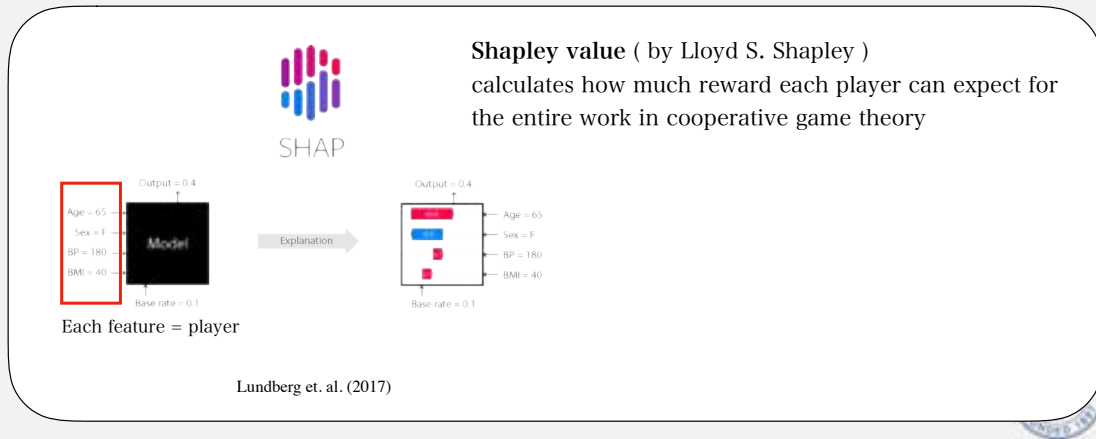 Shapley value ( by Lloyd S. Shapley )
calculates how much reward each player can expect for
the entire work in cooperative game theory
SHAP
Output = 0.4
Age = 65
Sex = F
BP = 180
BMI = 40
Model
Base rate = 0.1
Explanation
Output = 0.4
Age = 65
Sex = F
BP = 180
BMI = 40
Base rate = 0.1
Each feature = player
Lundberg et. al. (2017)